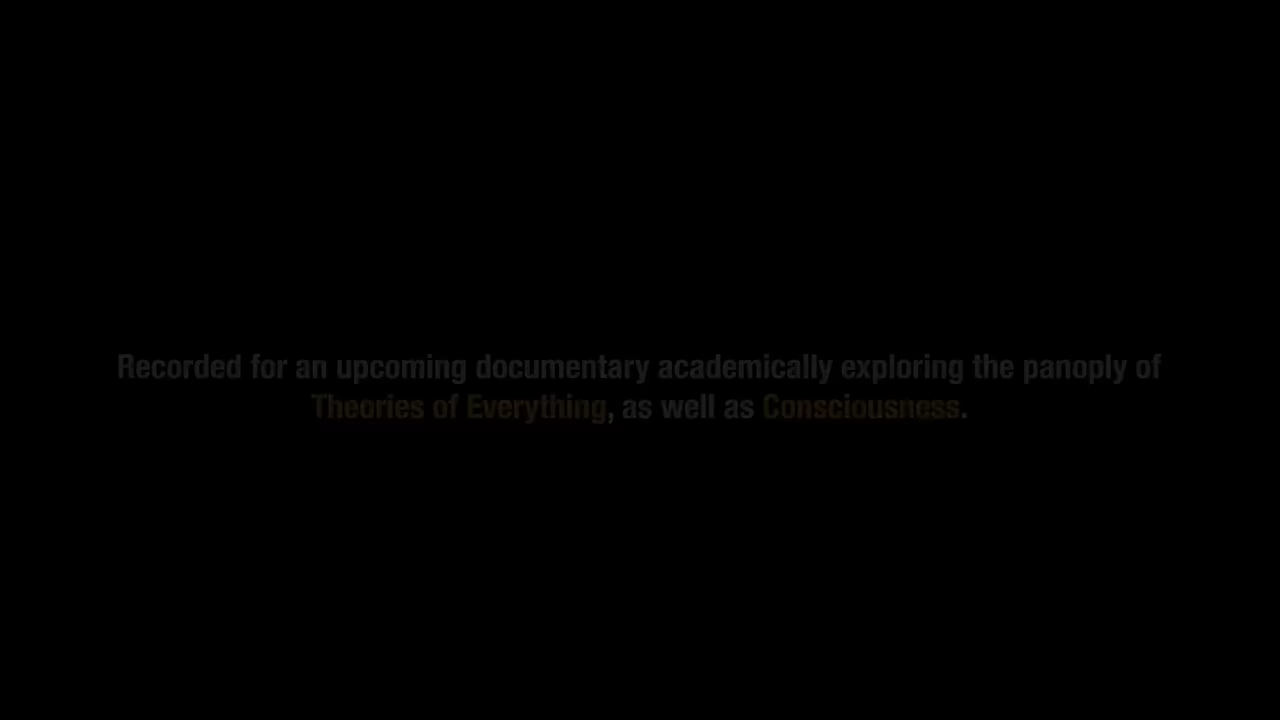 Recorded for an upcoming documentary academically exploring the panoply of
Theories of Everything, as well as Consciousness.